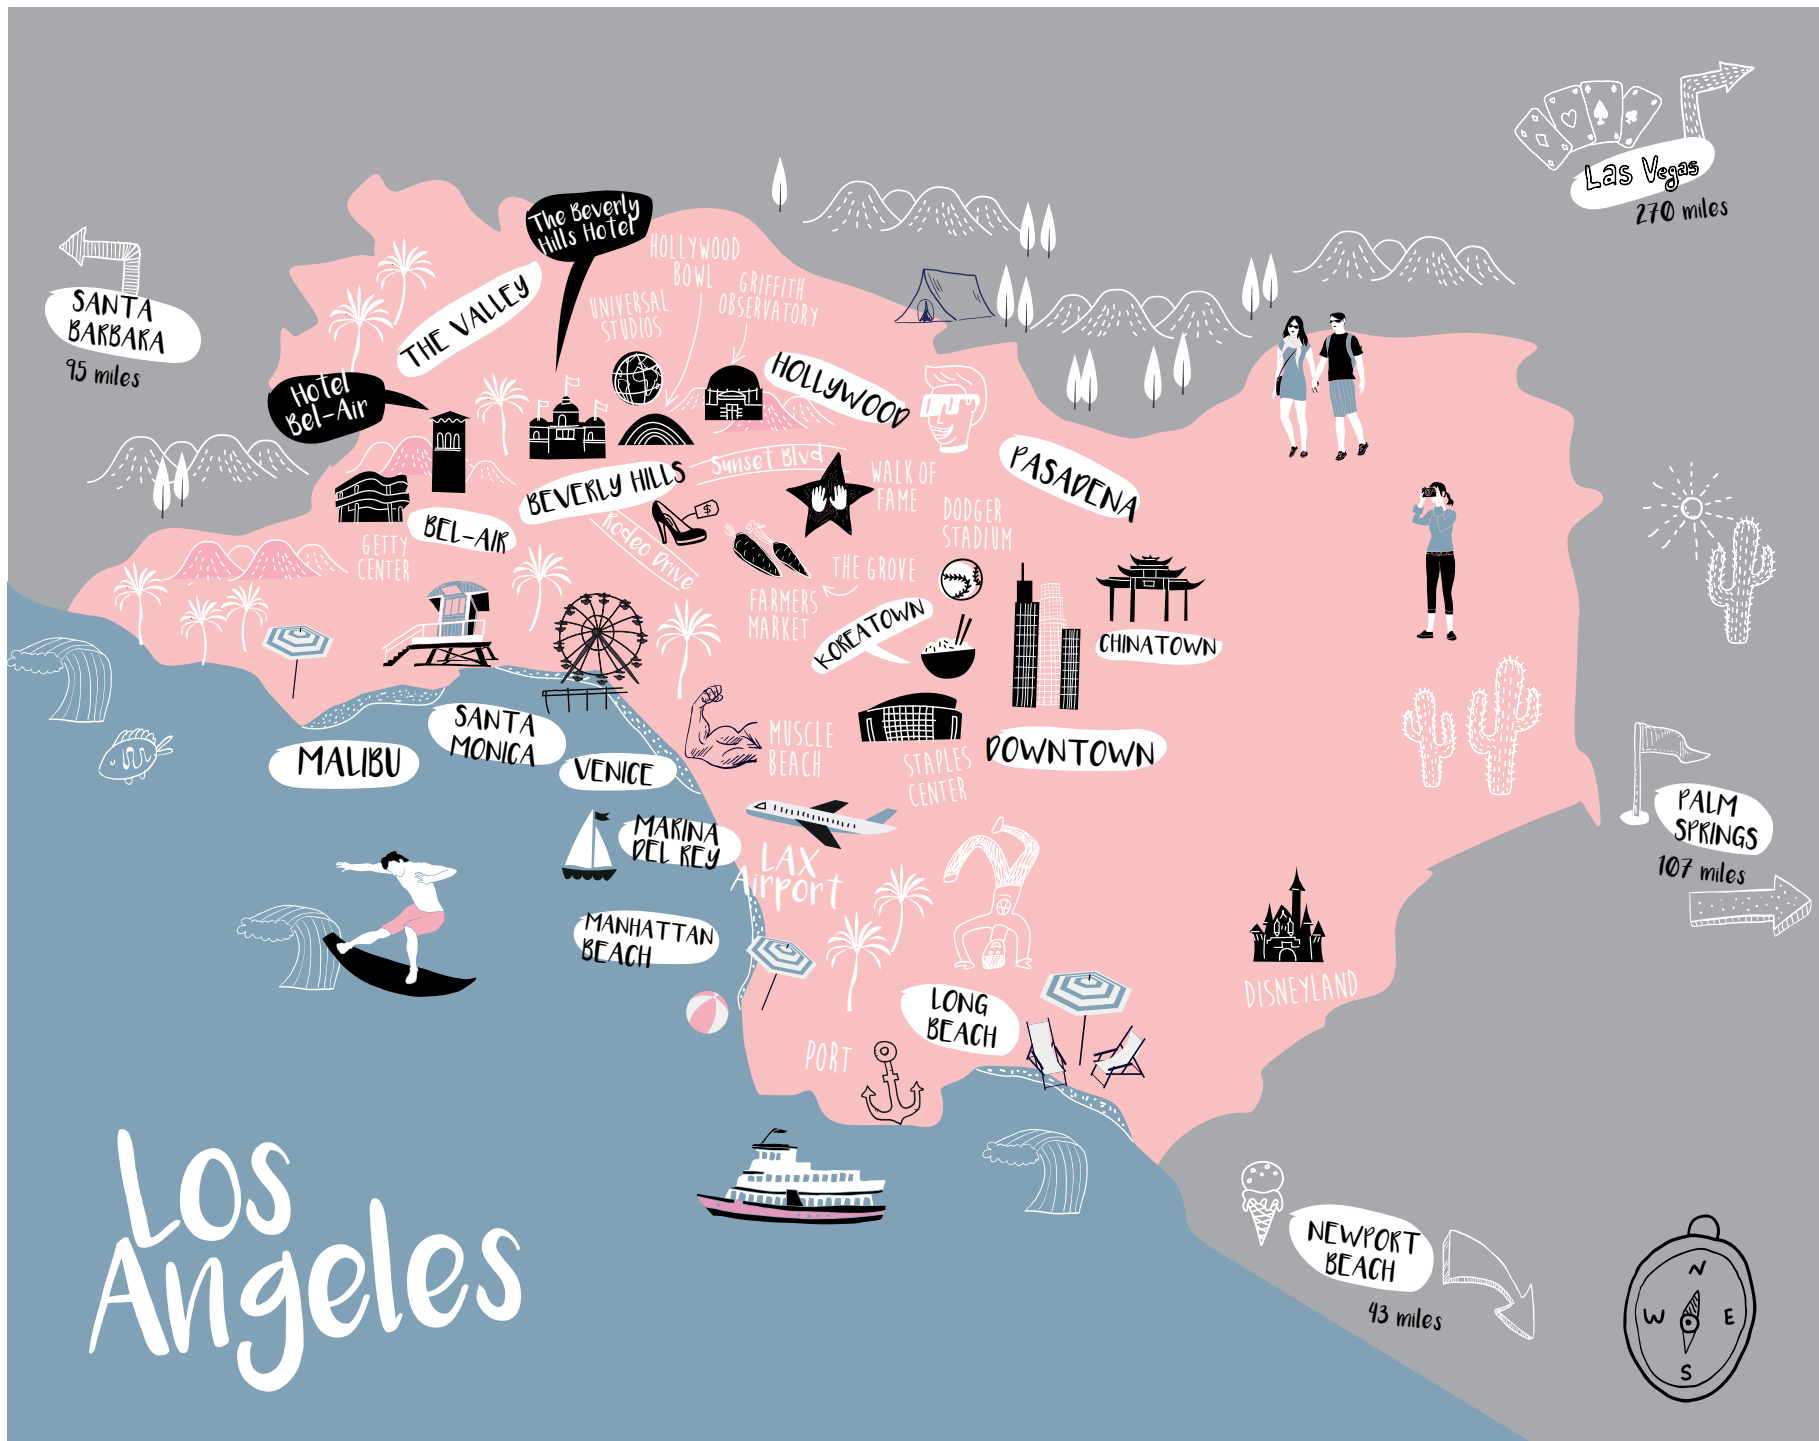 Las Vegas
270 miles
SANTA
BARBARA
95 miles
The Beverly
Hills Hotel
HOLLYWOOD
BOWL
GRIFFITH
OBSERVATORY
UNIVERSAL
STUDIOS
THE VALLEY
HOLLYWOOD
Hotel
Bel-Air
Sunset Blvd
BEVERLY HILLS
PASADENA
WALK OF
FAME
$
BEL-AIR
GETTY
CENTER
Rodeo Drive
DODGER
STADIUM
THE GROVE
FARMERS
MARKET
KOREATOWN
CHINATOWN
SANTA
MONICA
MALIBU
VENICE
MUSCLE
BEACH
STAPLES
CENTER
DOWNTOWN
PALM
SPRINGS
107 miles
MARINA
DEL REY
LAX
Airport
MANHATTAN
BEACH
LONG
BEACH
DISNEYLAND
PORT
Los
Angeles
NEWPORT
BEACH
43 miles
N
W E
S